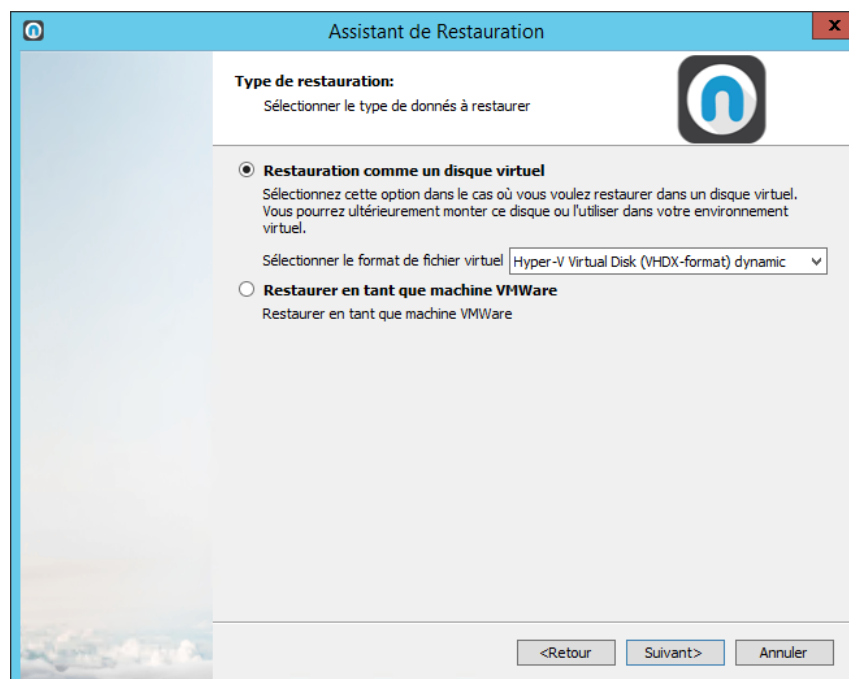 Assistant de Restauration
x
Type de restauration:
Sélectionner le type de donnés à restaurer
Restauration comme un disque virtuel
Sélectionnez cette option dans le cas où vous voulez restaurer dans un disque virtuel.
Vous pourrez ultérieurement monter ce disque ou l'utiliser dans votre environnement
virtuel.
Sélectionner le format de fichier virtuel Hyper-V Virtual Disk (VHDX-format) dynamic
Restaurer en tant que machine VMWare
Restaurer en tant que machine VMWare
<Retour Suivant> Annuler